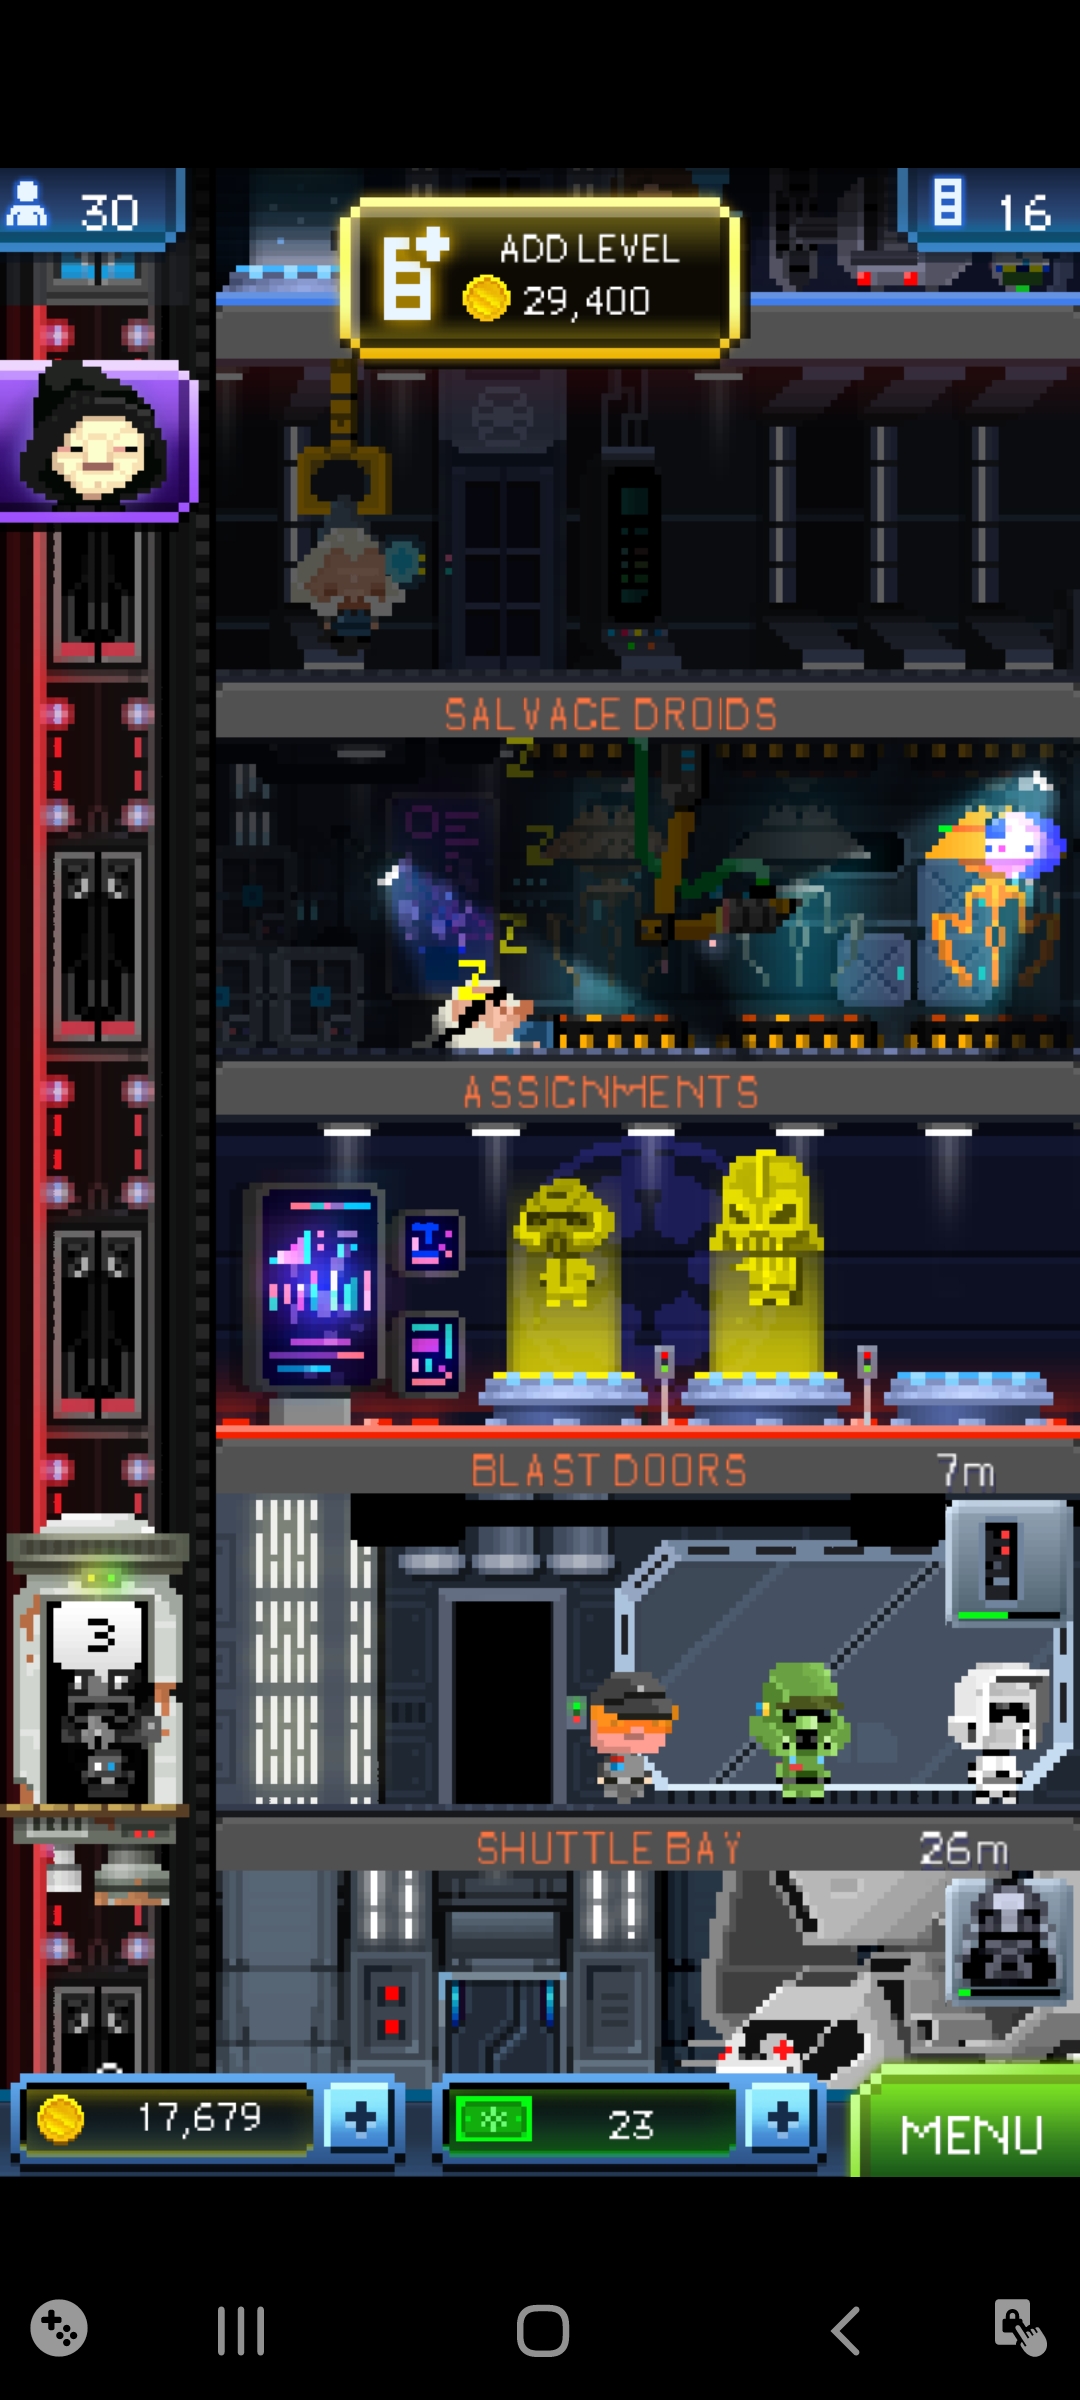 30
ADD LEVEL
29,400
16
SALVAGE DROIDS
Z
Z
Z
Z
ASSIGNMENTS
BLAST DOORS 7m
3
SHUTTLE BAY 26m
17,679
+
23
+
MENU